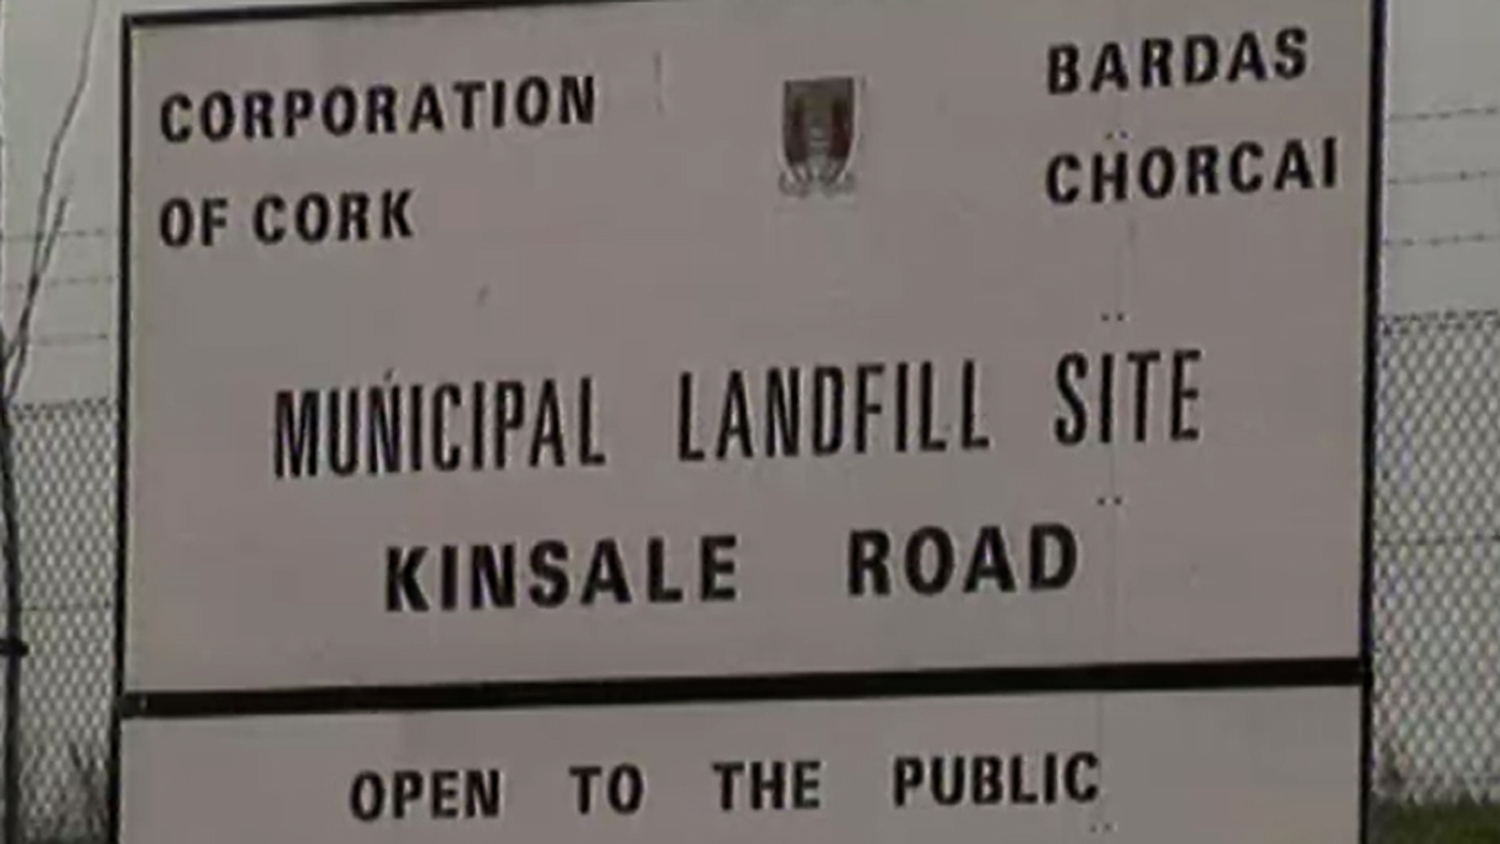 CORPORATION
OF CORK
BARDAS
CHORCAI
MUNICIPAL LANDFILL SITE
KINSALE ROAD
OPEN TO THE PUBLIC